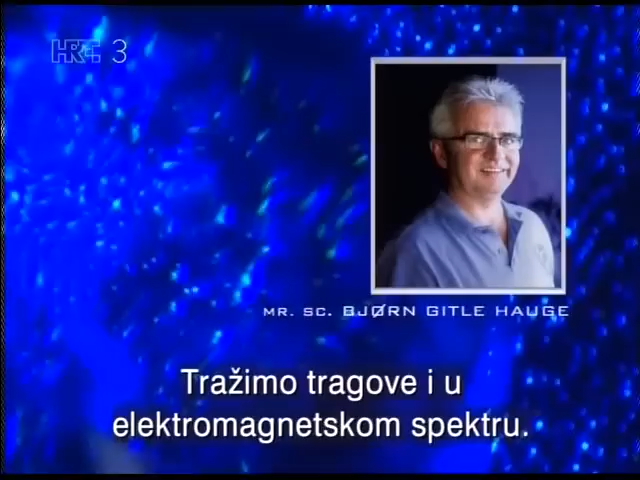 HRT 3
MR. SC. BJØRN GITLE HAUGE
Tražimo tragove i u
elektromagnetskom spektru.